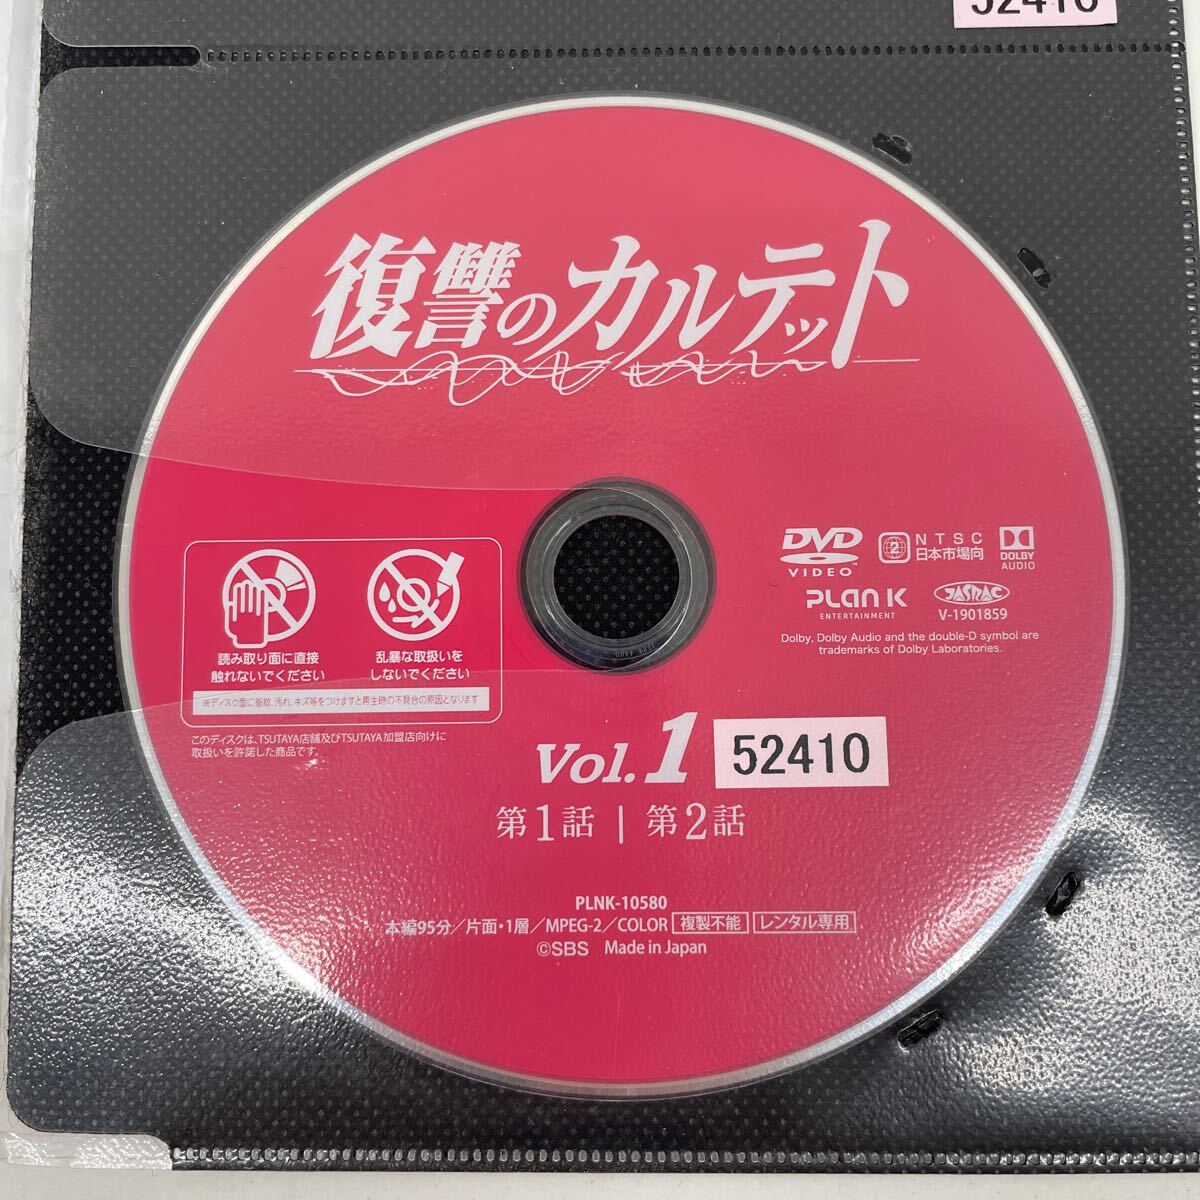 52410
復讐のカルテット
DVD
VIDEO
2
NTSC
日本市場向
DOLBY
AUDIO
PLAN K
ENTERTAINMENT
JASRAC
V-1901859
Dolby, Dolby Audio and the double-D symbol are
trademarks of Dolby Laboratories.
読み取り面に直接
触れないでください
乱暴な取扱いを
しないでください
※ディスク面に指紋、汚れ、キズ等をつけますと再生時の不具合の原因となります
このディスクは、TSUTAYA店舗及びTSUTAYA加盟店向けに
取扱いを許諾した商品です。
Vol.1
52410
第1話 | 第2話
PLNK-10580
本編95分/片面・1層/MPEG-2/COLOR 複製不能 レンタル専用
©SBS Made in Japan